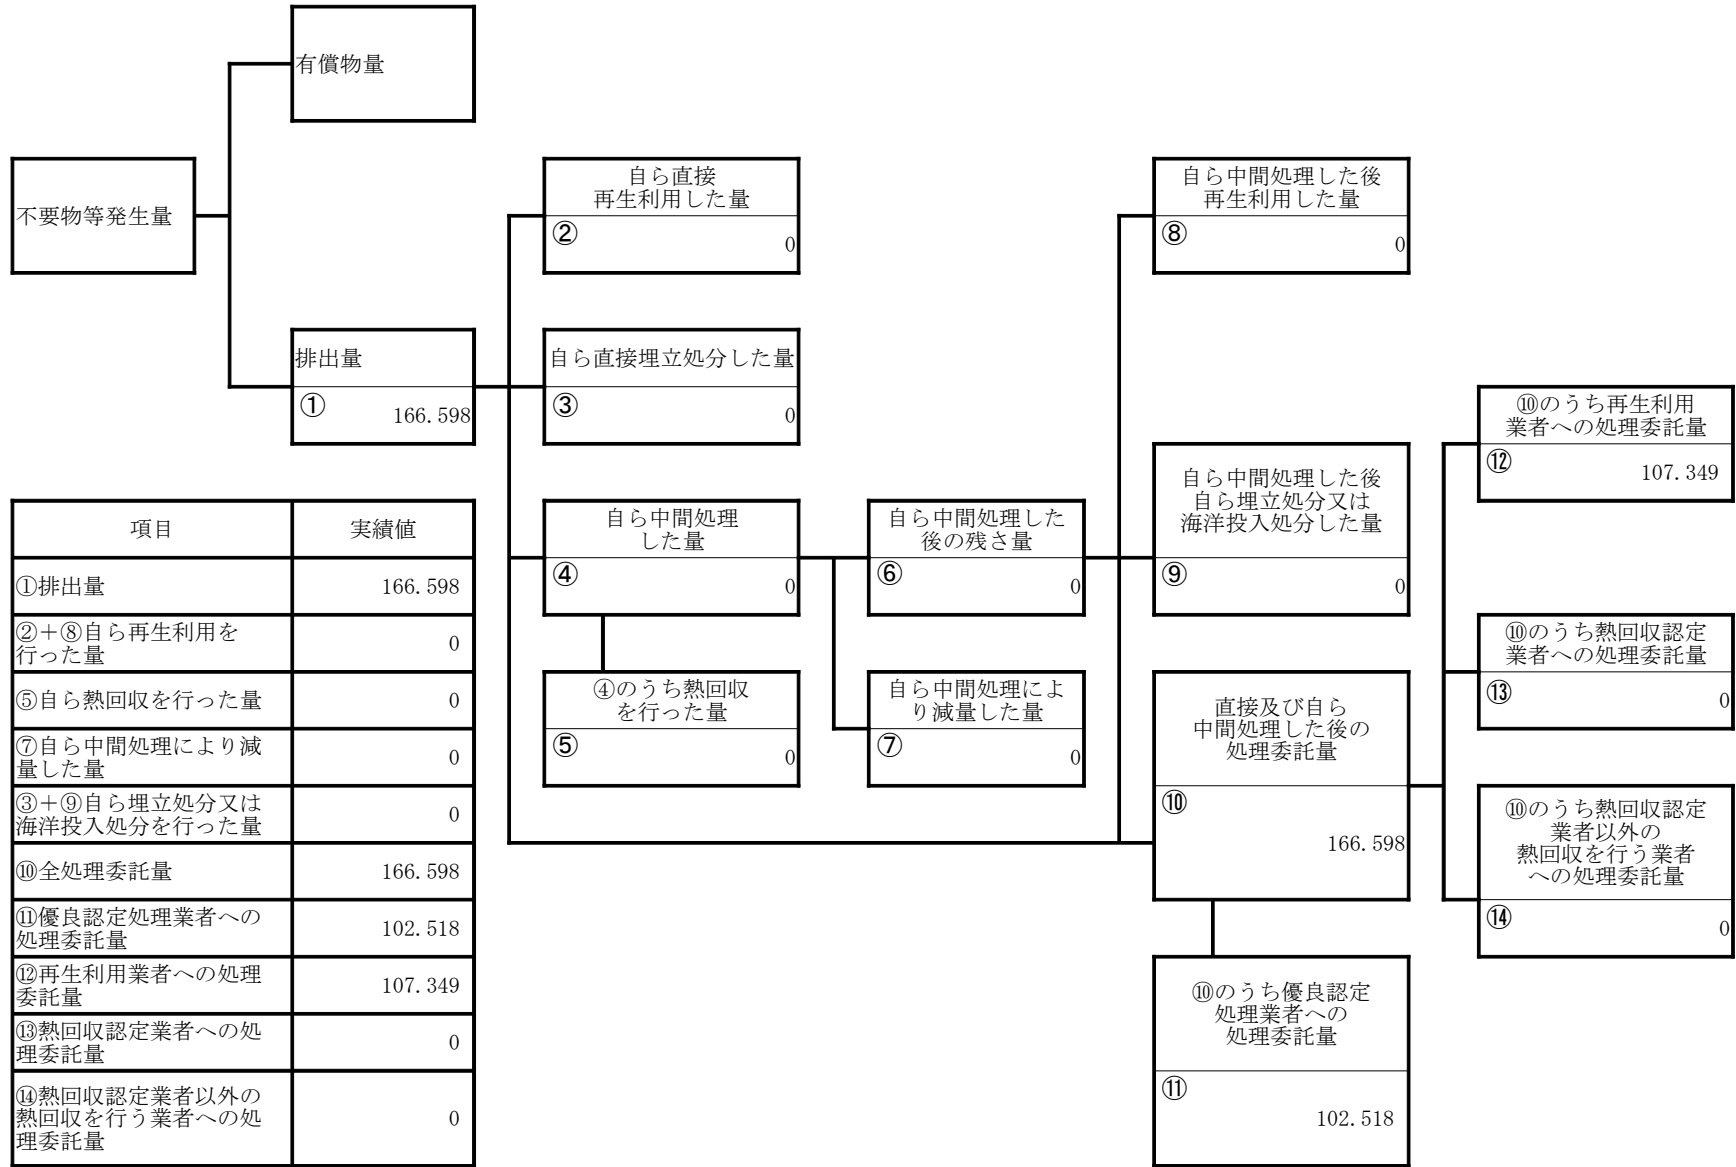 有償物量
不要物等発生量
排出量
①
166.598
自ら直接
再生利用した量
②
0
自ら直接埋立処分した量
③
0
自ら中間処理
した量
④
0
④のうち熱回収
を行った量
⑤
0
自ら中間処理した
後の残さ量
⑥
0
自ら中間処理によ
り減量した量
⑦
0
自ら中間処理した後
再生利用した量
⑧
0
自ら中間処理した後
自ら埋立処分又は
海洋投入処分した量
⑨
0
直接及び自ら
中間処理した後の
処理委託量
⑩
166.598
⑩のうち優良認定
処理業者への
処理委託量
⑪
102.518
⑩のうち再生利用
業者への処理委託量
⑫
107.349
⑩のうち熱回収認定
業者への処理委託量
⑬
0
⑩のうち熱回収認定
業者以外の
熱回収を行う業者
への処理委託量
⑭
0
項目 実績値
①排出量 166.598
②+⑧自ら再生利用を
行った量 0
⑤自ら熱回収を行った量 0
⑦自ら中間処理により減
量した量 0
③+⑨自ら埋立処分又は
海洋投入処分を行った量 0
⑩全処理委託量 166.598
⑪優良認定処理業者への
処理委託量 102.518
⑫再生利用業者への処理
委託量 107.349
⑬熱回収認定業者への処
理委託量 0
⑭熱回収認定業者以外の
熱回収を行う業者への処
理委託量 0